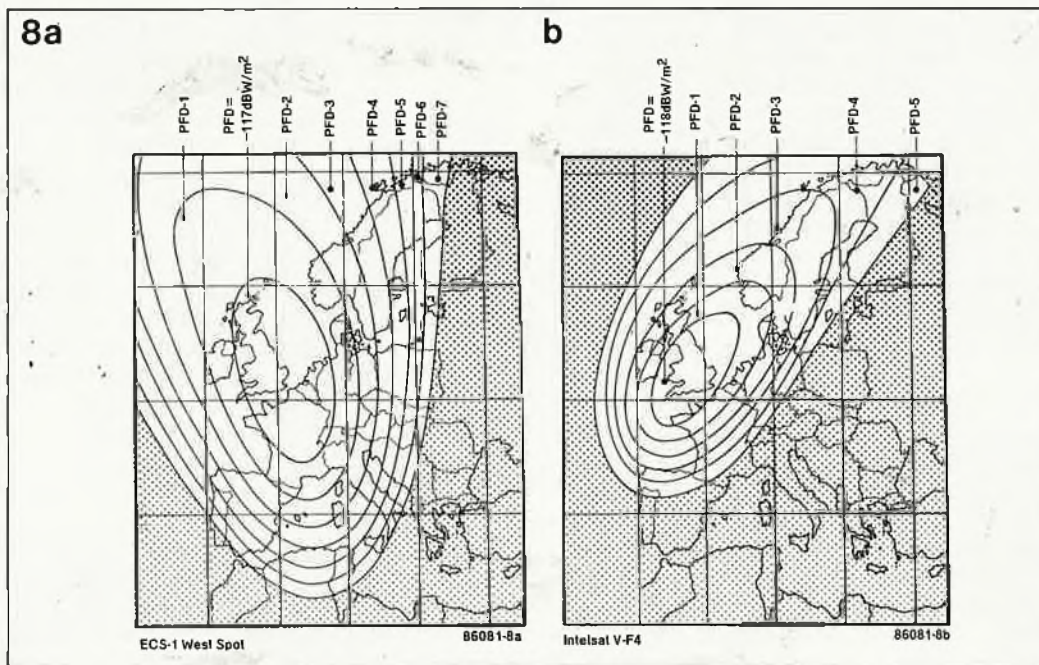 8a
PFD-1
PFD=
-117dBW/m²
PFD-2
PFD-3
PFD-4
PFD-5
PFD-6
PFD-7
ECS-1 West Spot
86081-8a
b
PFD=
-118dBW/m²
PFD-1
PFD-2
PFD-3
PFD-4
PFD-5
Intelsat V-F4
86081-8b